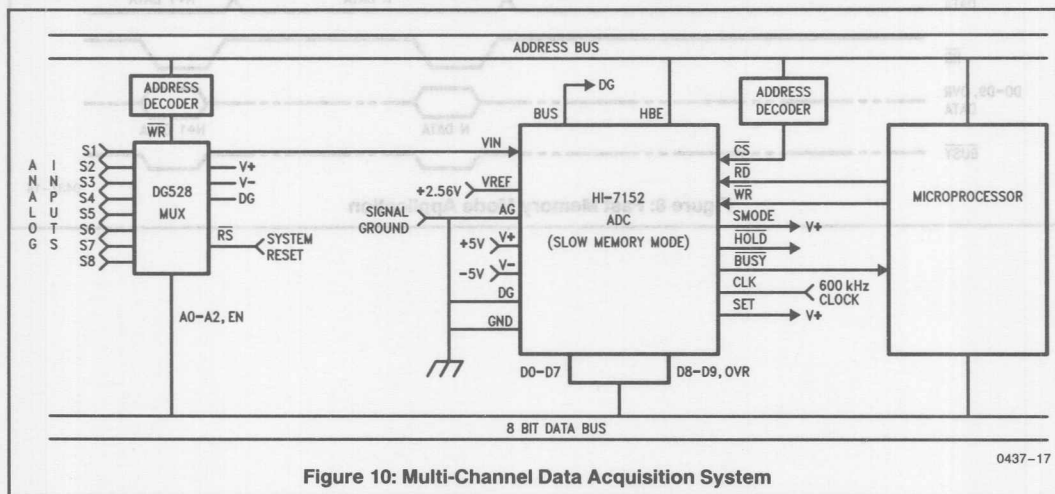 ADDRESS BUS
ADDRESS
DECODER
WR
S1
S2
S3
S4
S5
S6
S7
S8
ANALOG
INPUTS
DG528
MUX
V+
V-
DG
RS
SYSTEM
RESET
A0-A2, EN
BUS
DG
HBE
ADDRESS
DECODER
VIN
+2.56V
VREF
SIGNAL
GROUND
AG
+5V
V+
-5V
V-
DG
GND
HI-7152
ADC
(SLOW MEMORY MODE)
CS
RD
WR
SMODE
V+
HOLD
BUSY
CLK
600 kHz
CLOCK
SET
V+
MICROPROCESSOR
D0-D7
D8-D9, OVR
8 BIT DATA BUS
0437-17
Figure 10: Multi-Channel Data Acquisition System